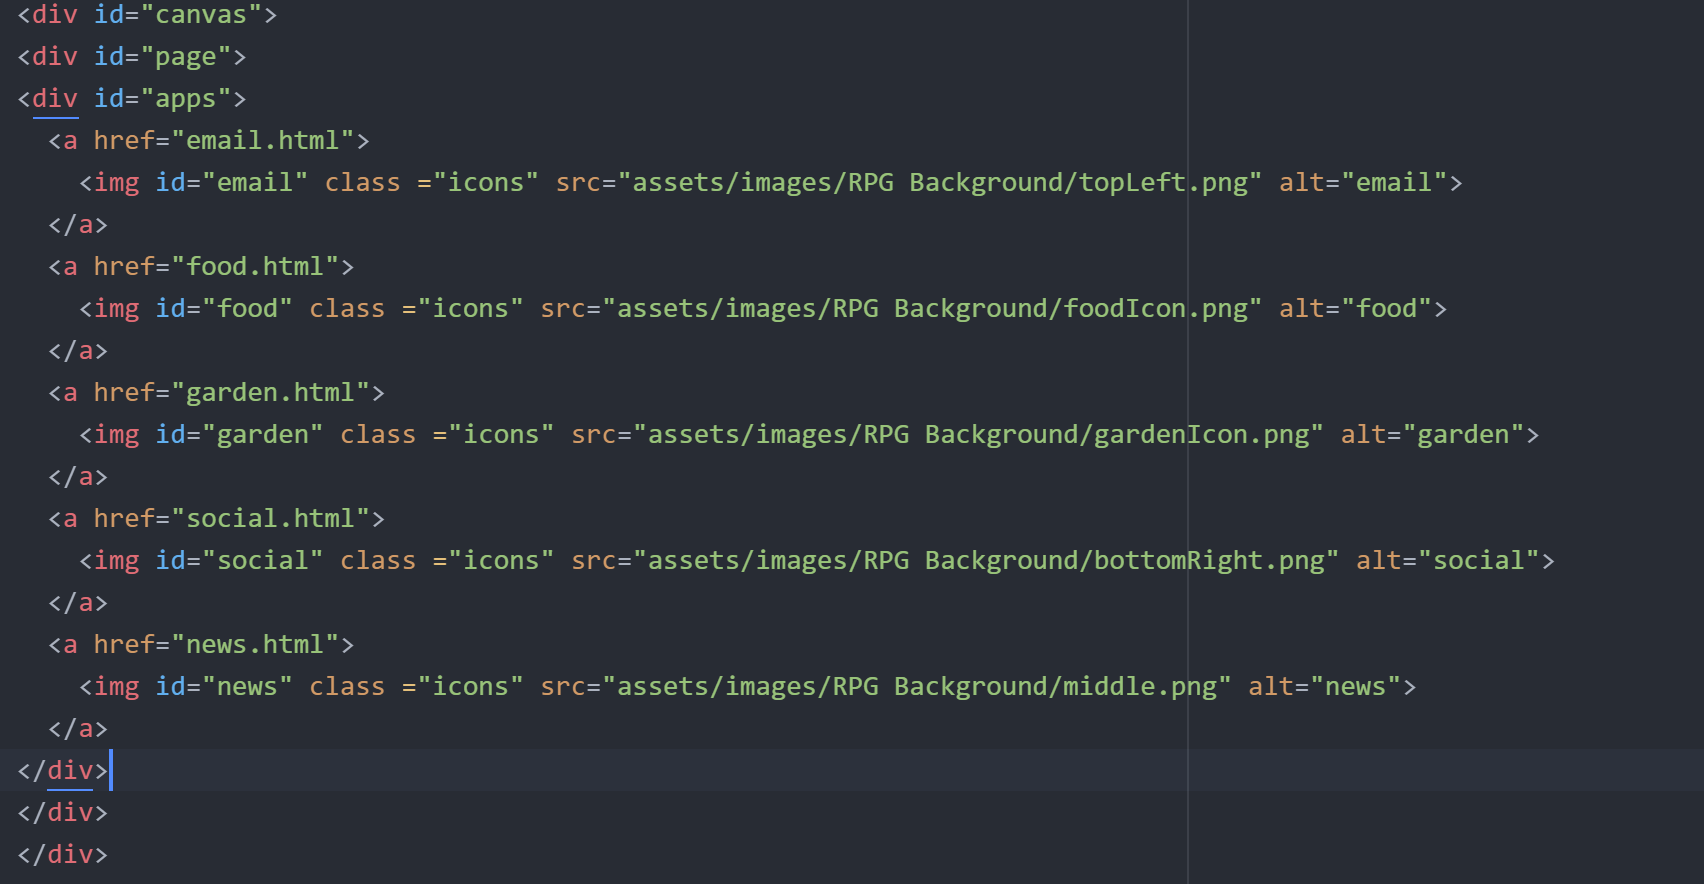 <div id="canvas">
<div id="page">
<div id="apps">
  <a href="email.html">
    <img id="email" class ="icons" src="assets/images/RPG Background/topLeft.png" alt="email">
  </a>
  <a href="food.html">
    <img id="food" class ="icons" src="assets/images/RPG Background/foodIcon.png" alt="food">
  </a>
  <a href="garden.html">
    <img id="garden" class ="icons" src="assets/images/RPG Background/gardenIcon.png" alt="garden">
  </a>
  <a href="social.html">
    <img id="social" class ="icons" src="assets/images/RPG Background/bottomRight.png" alt="social">
  </a>
  <a href="news.html">
    <img id="news" class ="icons" src="assets/images/RPG Background/middle.png" alt="news">
  </a>
</div>
</div>
</div>